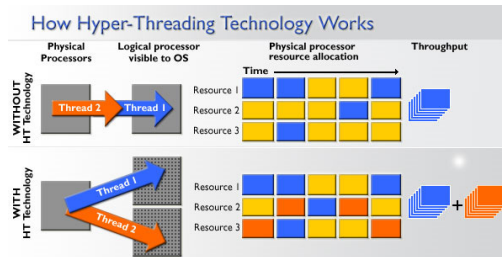 How Hyper-Threading Technology Works
Physical
Processors
Logical processor
visible to OS
Physical processor
resource allocation
Throughput
Time
WITHOUT
HT Technology
Thread 2
Thread 1
Resource 1
Resource 2
Resource 3
WITH
HT Technology
Thread 1
Thread 2
Resource 1
Resource 2
Resource 3
+